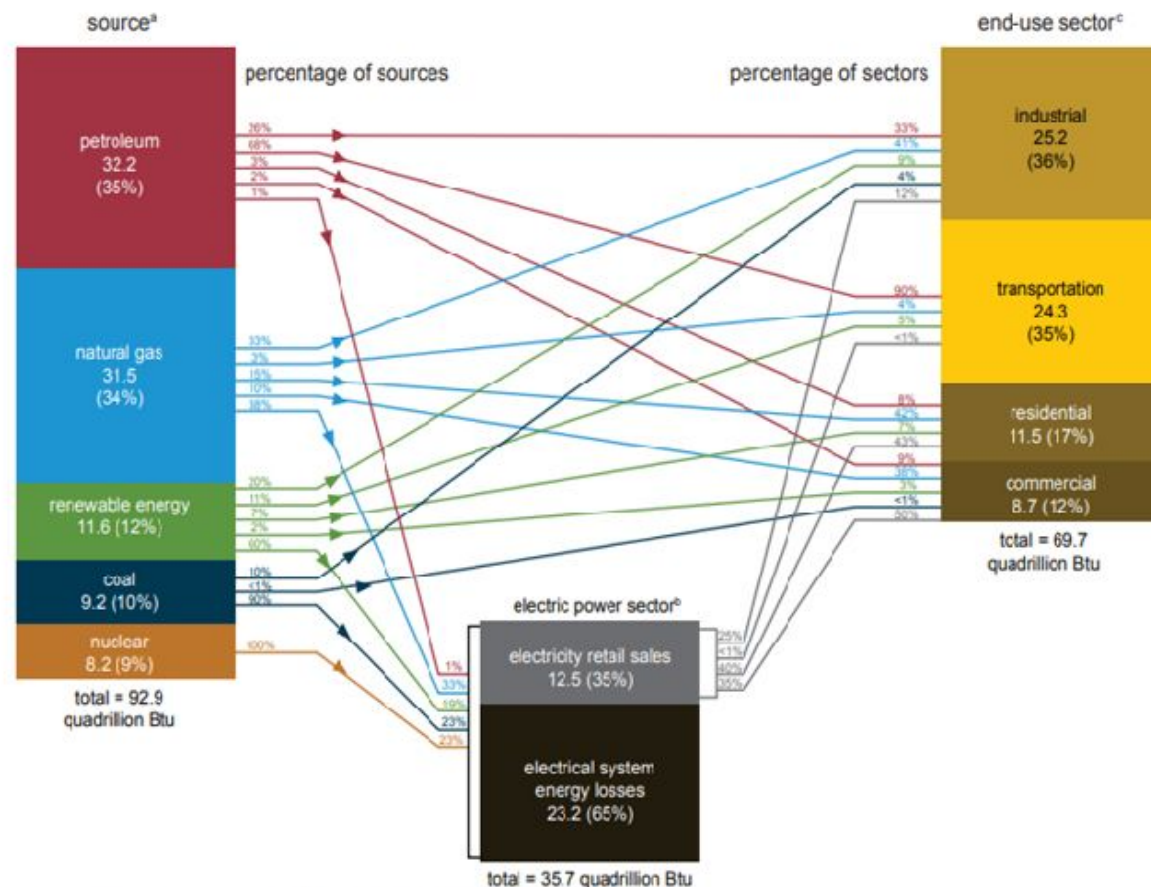 sourceᵃ
end-use sectorᶜ
percentage of sources
percentage of sectors
petroleum
32.2
(35%)
26%
68%
3%
2%
1%
natural gas
31.5
(34%)
33%
3%
15%
10%
38%
renewable energy
11.6 (12%)
20%
11%
7%
2%
60%
coal
9.2 (10%)
10%
<1%
90%
nuclear
8.2 (9%)
100%
total = 92.9
quadrillion Btu
electric power sectorᵇ
1%
33%
19%
23%
23%
electricity retail sales
12.5 (35%)
electrical system
energy losses
23.2 (65%)
total = 35.7 quadrillion Btu
25%
<1%
40%
35%
33%
41%
9%
4%
12%
industrial
25.2
(36%)
90%
4%
5%
<1%
transportation
24.3
(35%)
8%
42%
7%
43%
residential
11.5 (17%)
9%
38%
3%
<1%
50%
commercial
8.7 (12%)
total = 69.7
quadrillion Btu